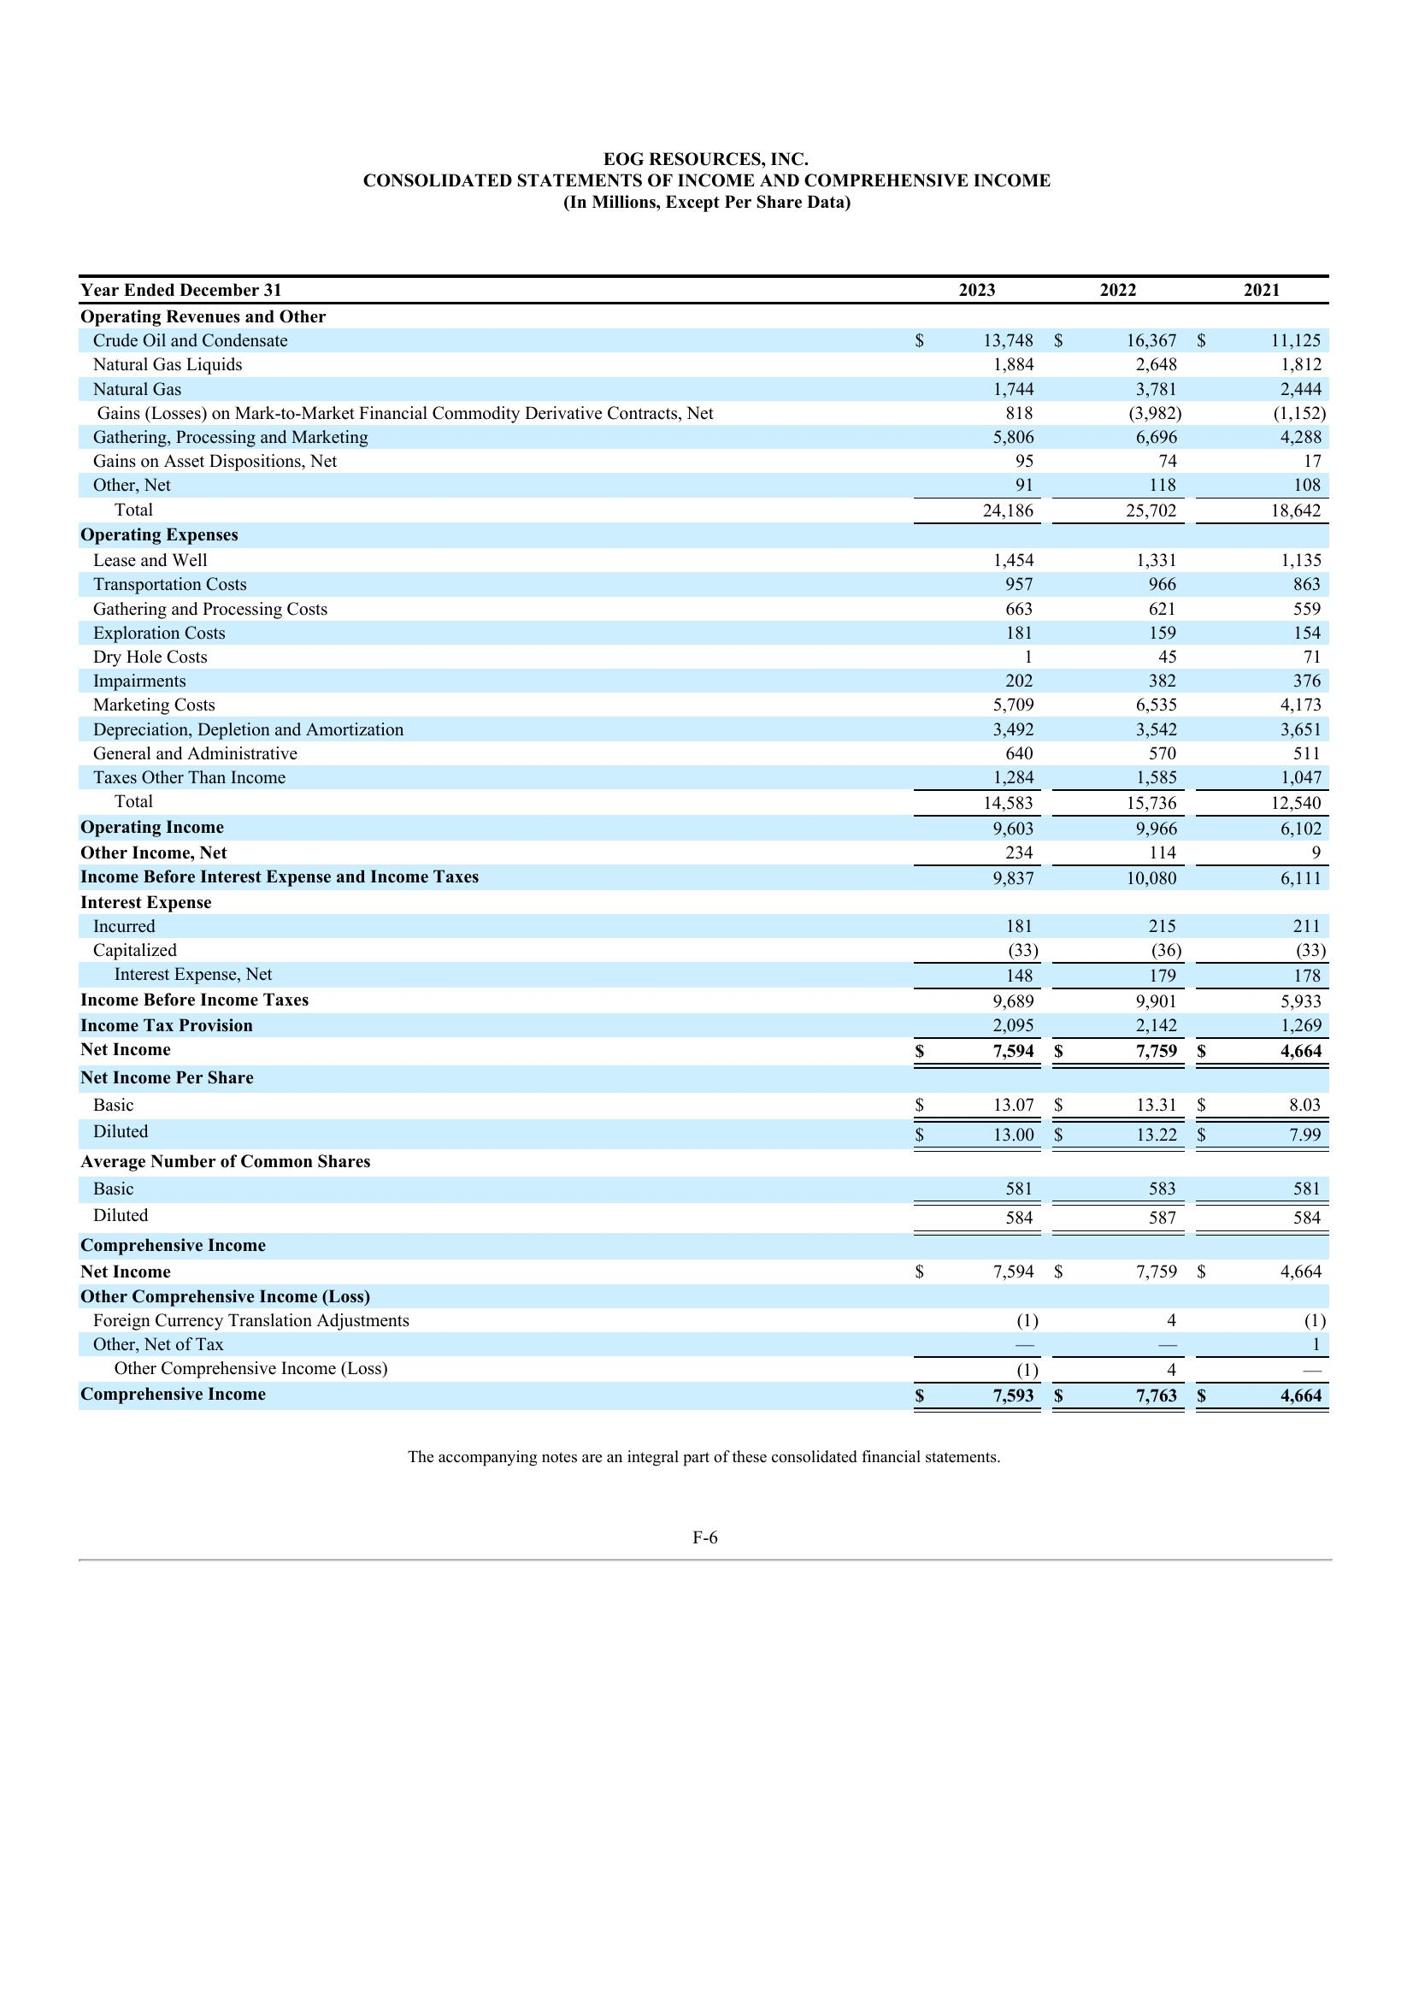 EOG RESOURCES, INC.
CONSOLIDATED STATEMENTS OF INCOME AND COMPREHENSIVE INCOME
(In Millions, Except Per Share Data)
Year Ended December 31 2023 2022 2021
Operating Revenues and Other
Crude Oil and Condensate $ 13,748 $ 16,367 $ 11,125
Natural Gas Liquids 1,884 2,648 1,812
Natural Gas 1,744 3,781 2,444
Gains (Losses) on Mark-to-Market Financial Commodity Derivative Contracts, Net 818 (3,982) (1,152)
Gathering, Processing and Marketing 5,806 6,696 4,288
Gains on Asset Dispositions, Net 95 74 17
Other, Net 91 118 108
Total 24,186 25,702 18,642
Operating Expenses
Lease and Well 1,454 1,331 1,135
Transportation Costs 957 966 863
Gathering and Processing Costs 663 621 559
Exploration Costs 181 159 154
Dry Hole Costs 1 45 71
Impairments 202 382 376
Marketing Costs 5,709 6,535 4,173
Depreciation, Depletion and Amortization 3,492 3,542 3,651
General and Administrative 640 570 511
Taxes Other Than Income 1,284 1,585 1,047
Total 14,583 15,736 12,540
Operating Income 9,603 9,966 6,102
Other Income, Net 234 114 9
Income Before Interest Expense and Income Taxes 9,837 10,080 6,111
Interest Expense
Incurred 181 215 211
Capitalized (33) (36) (33)
Interest Expense, Net 148 179 178
Income Before Income Taxes 9,689 9,901 5,933
Income Tax Provision 2,095 2,142 1,269
Net Income $ 7,594 $ 7,759 $ 4,664
Net Income Per Share
Basic $ 13.07 $ 13.31 $ 8.03
Diluted $ 13.00 $ 13.22 $ 7.99
Average Number of Common Shares
Basic 581 583 581
Diluted 584 587 584
Comprehensive Income
Net Income $ 7,594 $ 7,759 $ 4,664
Other Comprehensive Income (Loss)
Foreign Currency Translation Adjustments (1) 4 (1)
Other, Net of Tax — — 1
Other Comprehensive Income (Loss) (1) 4 —
Comprehensive Income $ 7,593 $ 7,763 $ 4,664
The accompanying notes are an integral part of these consolidated financial statements.
F-6